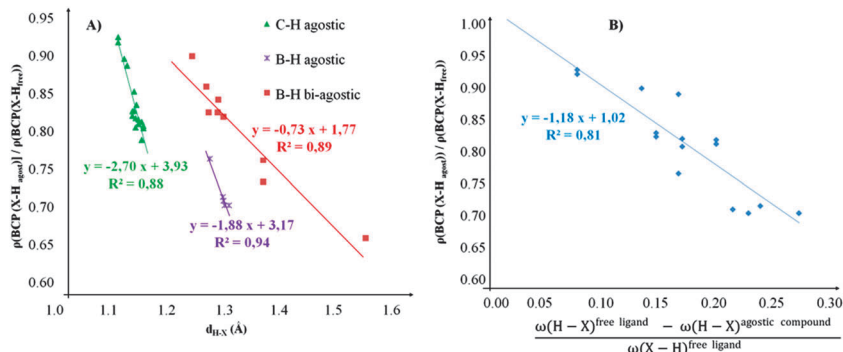 A)
C-H agostic
B-H agostic
B-H bi-agostic
0.95
0.90
0.85
0.80
0.75
0.70
0.65
0.60
ρ(BCP(X-H agost)] / ρ(BCP(X-Hfree))
y = -0,73 x + 1,77
R² = 0,89
y = -2,70 x + 3,93
R² = 0,88
y = -1,88 x + 3,17
R² = 0,94
1.0 1.1 1.2 1.3 1.4 1.5 1.6
dH-X (Å)
B)
1.00
0.95
0.90
0.85
0.80
0.75
0.70
0.65
0.60
ρ(BCP(X-H agost)) / ρ(BCP(X-Hfree))
y = -1,18 x + 1,02
R² = 0,81
0.00 0.05 0.10 0.15 0.20 0.25 0.30
ω(H − X)free ligand − ω(H − X)agostic compound
ω(X − H)free ligand